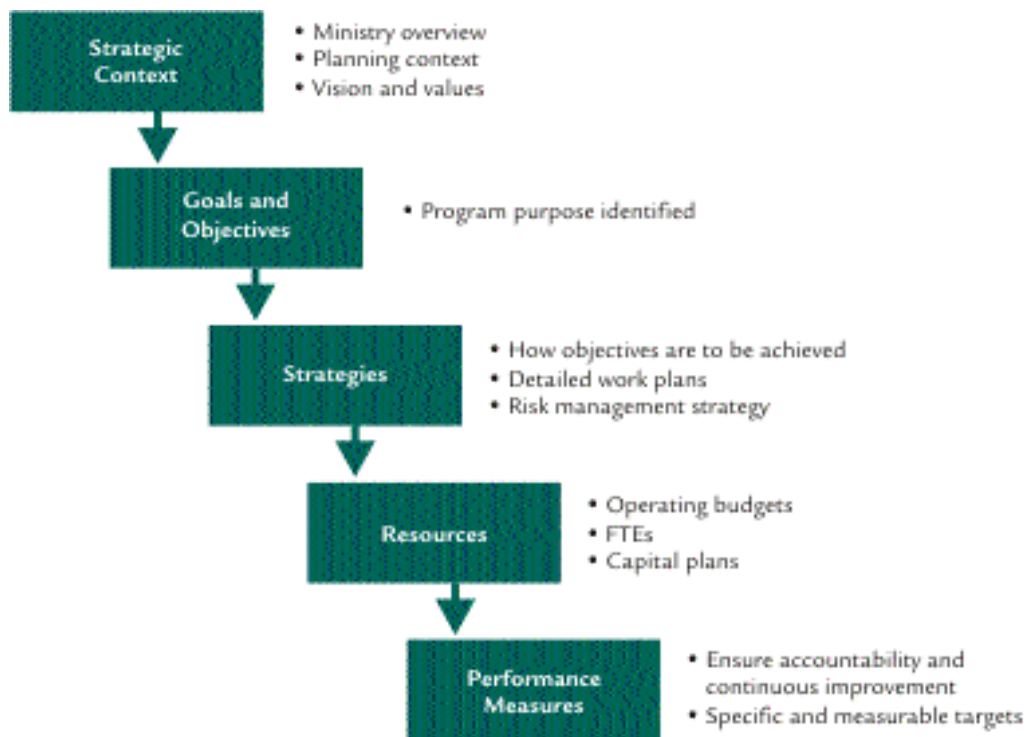 Strategic
Context
• Ministry overview
• Planning context
• Vision and values
Goals and
Objectives
• Program purpose identified
Strategies
• How objectives are to be achieved
• Detailed work plans
• Risk management strategy
Resources
• Operating budgets
• FTEs
• Capital plans
Performance
Measures
• Ensure accountability and
continuous improvement
• Specific and measurable targets